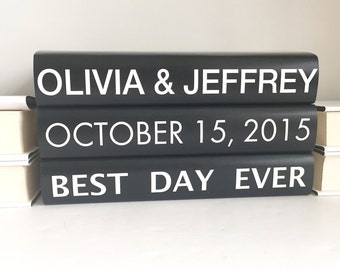 OLIVIA & JEFFREY
OCTOBER 15, 2015
BEST DAY EVER